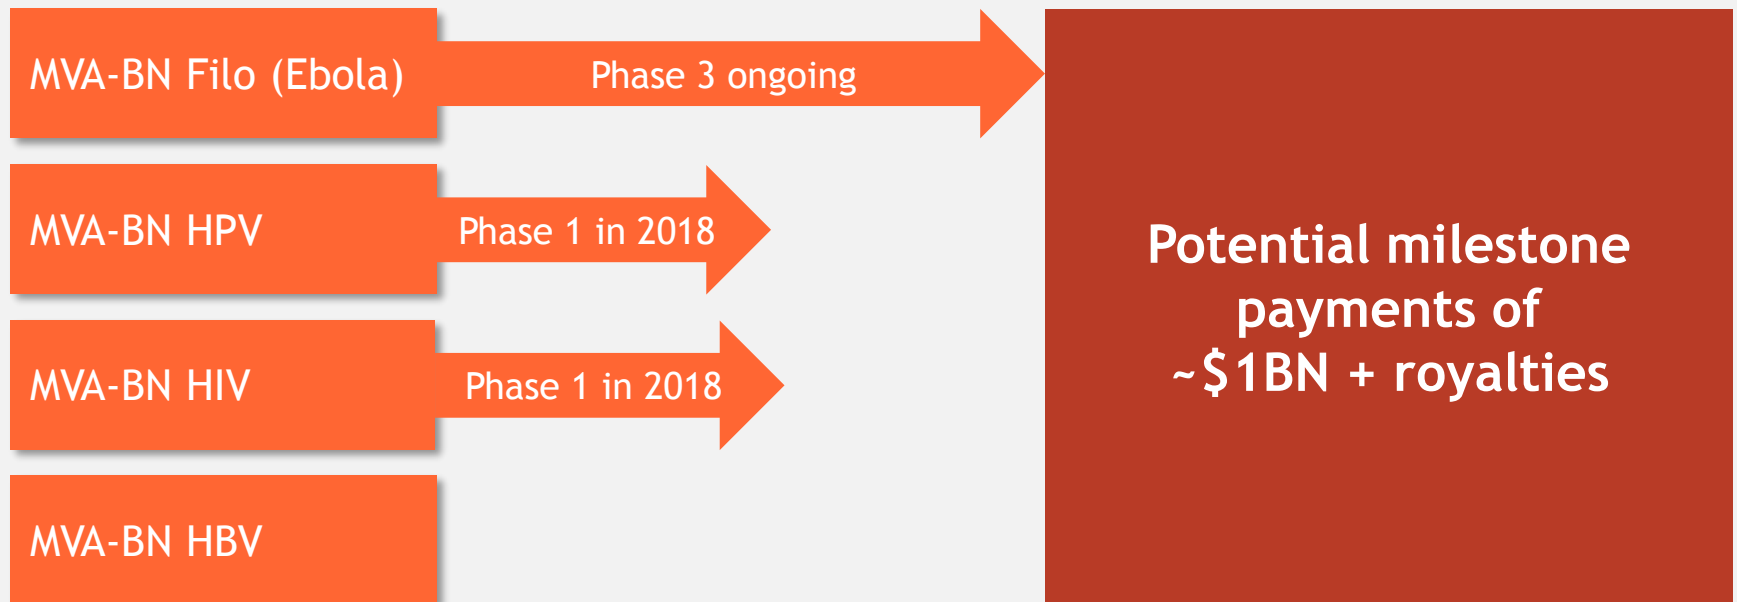 MVA-BN Filo (Ebola)
Phase 3 ongoing
MVA-BN HPV
Phase 1 in 2018
MVA-BN HIV
Phase 1 in 2018
MVA-BN HBV
Potential milestone
payments of
~$1BN + royalties